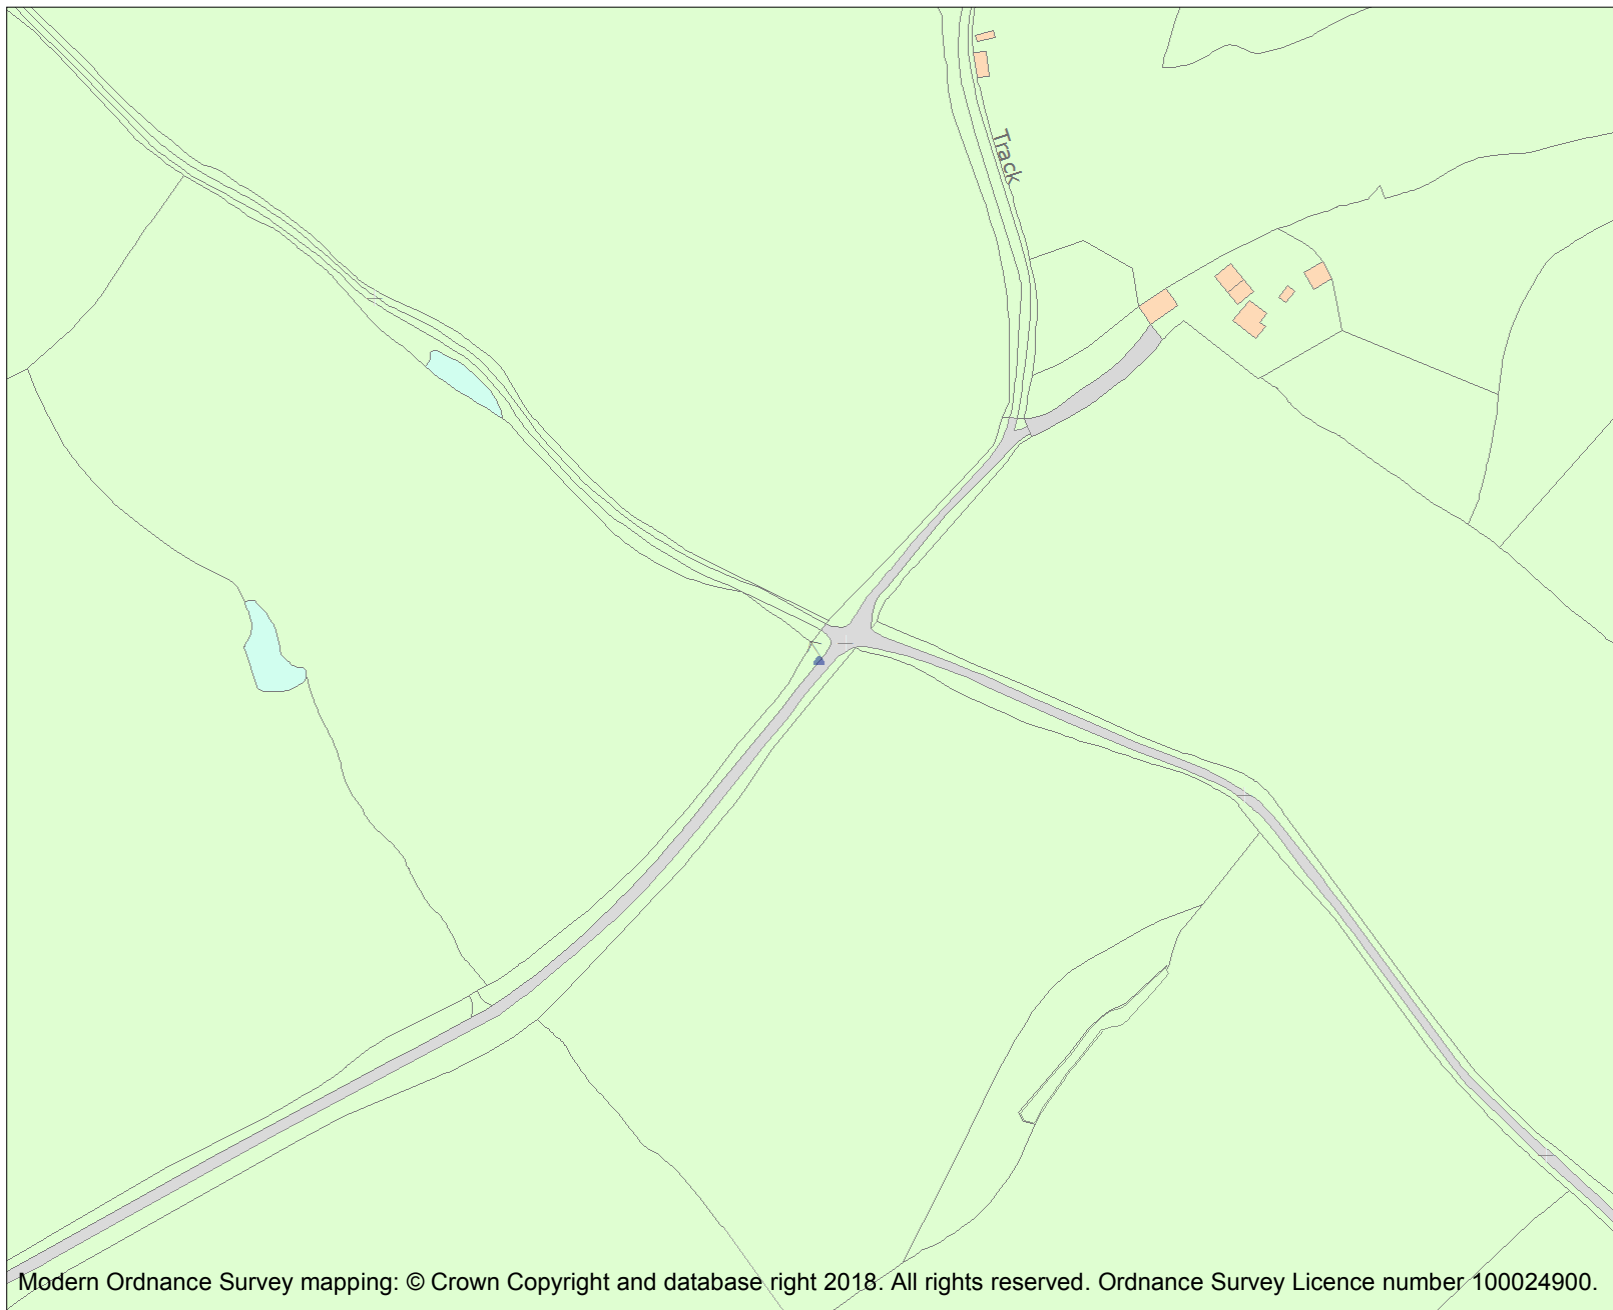 Track
Modern Ordnance Survey mapping: © Crown Copyright and database right 2018. All rights reserved. Ordnance Survey Licence number 100024900.